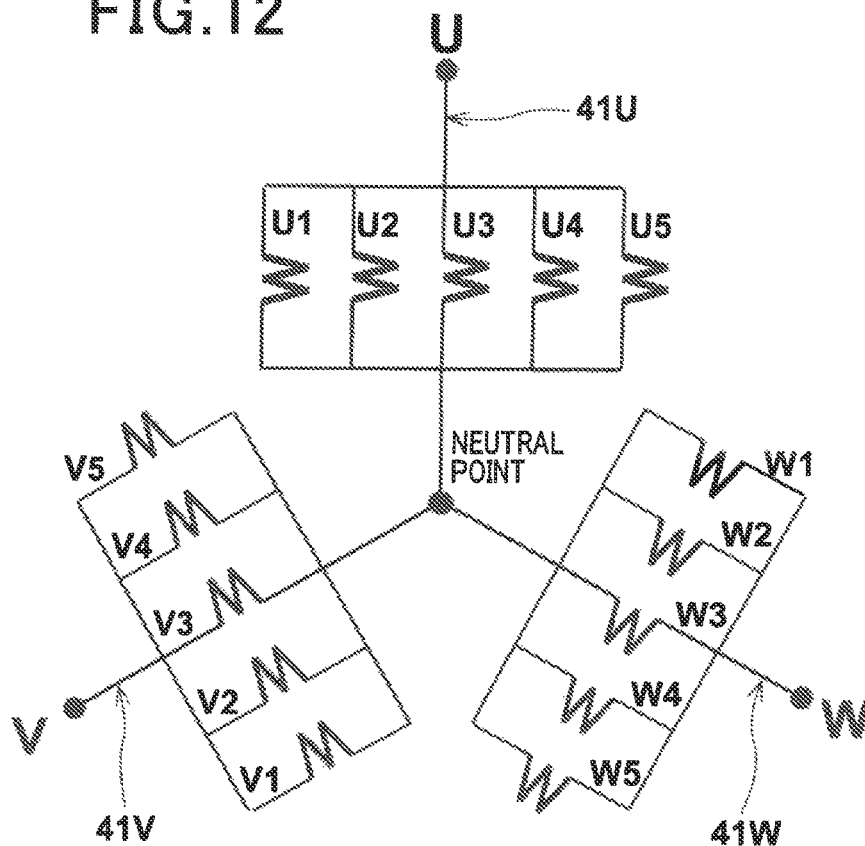 FIG.12
U
41U
U1 U2 U3 U4 U5
NEUTRAL
POINT
V5
V4
V3
V2
V1
V
41V
W1
W2
W3
W4
W5
W
41W